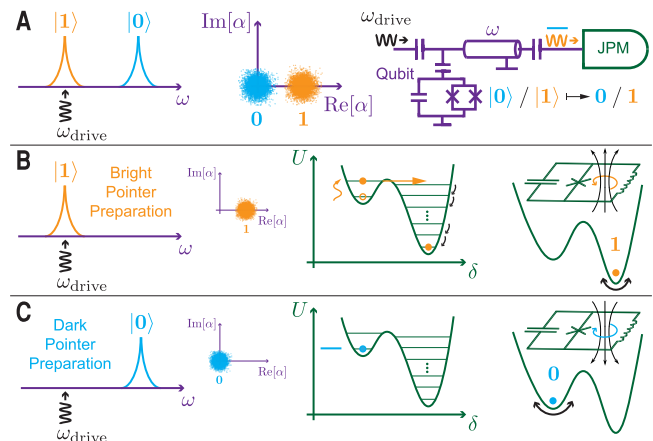 A
|1⟩
|0⟩
ω
ω_drive
Im[α]
Re[α]
0
1
ω_drive
ω
JPM
Qubit
|0⟩ / |1⟩ ↦ 0 / 1
B
|1⟩
Bright
Pointer
Preparation
ω
ω_drive
Im[α]
Re[α]
1
U
δ
1
C
Dark
Pointer
Preparation
|0⟩
ω
ω_drive
Im[α]
Re[α]
0
U
δ
0